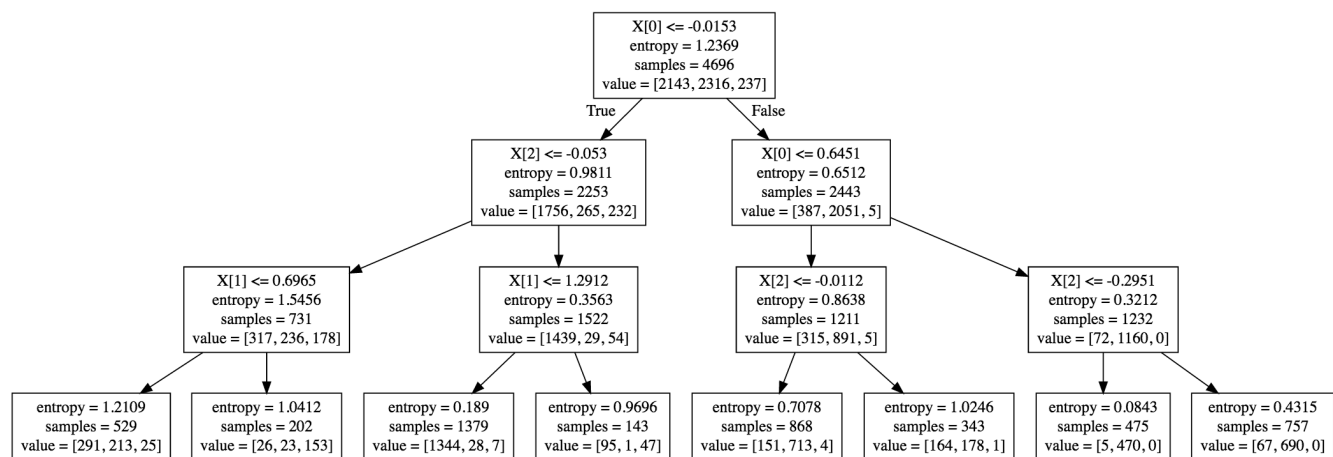 X[0] <= -0.0153
entropy = 1.2369
samples = 4696
value = [2143, 2316, 237]
True
False
X[2] <= -0.053
entropy = 0.9811
samples = 2253
value = [1756, 265, 232]
X[0] <= 0.6451
entropy = 0.6512
samples = 2443
value = [387, 2051, 5]
X[1] <= 0.6965
entropy = 1.5456
samples = 731
value = [317, 236, 178]
X[1] <= 1.2912
entropy = 0.3563
samples = 1522
value = [1439, 29, 54]
X[2] <= -0.0112
entropy = 0.8638
samples = 1211
value = [315, 891, 5]
X[2] <= -0.2951
entropy = 0.3212
samples = 1232
value = [72, 1160, 0]
entropy = 1.2109
samples = 529
value = [291, 213, 25]
entropy = 1.0412
samples = 202
value = [26, 23, 153]
entropy = 0.189
samples = 1379
value = [1344, 28, 7]
entropy = 0.9696
samples = 143
value = [95, 1, 47]
entropy = 0.7078
samples = 868
value = [151, 713, 4]
entropy = 1.0246
samples = 343
value = [164, 178, 1]
entropy = 0.0843
samples = 475
value = [5, 470, 0]
entropy = 0.4315
samples = 757
value = [67, 690, 0]